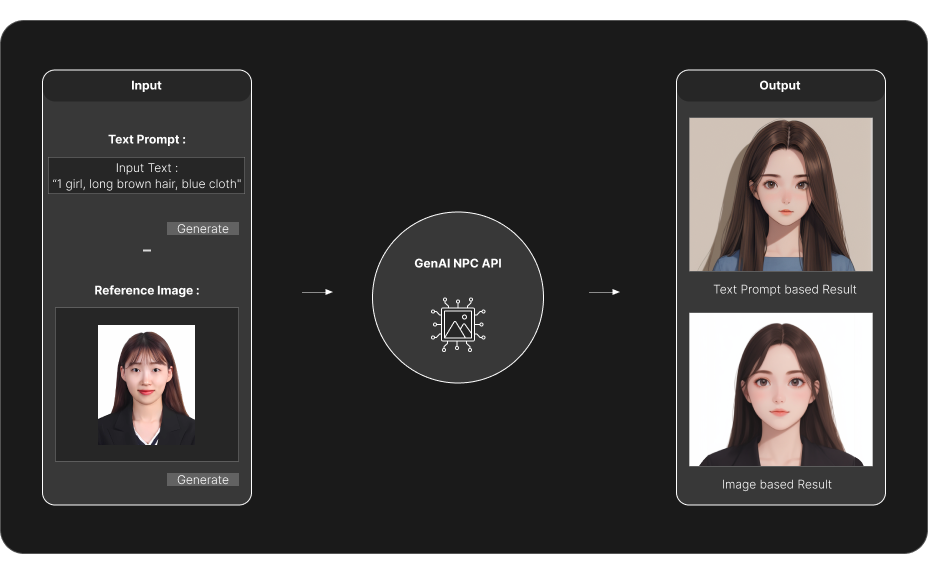 Input
Text Prompt :
Input Text :
“1 girl, long brown hair, blue cloth”
Generate
Reference Image :
Generate
GenAI NPC API
Output
Text Prompt based Result
Image based Result